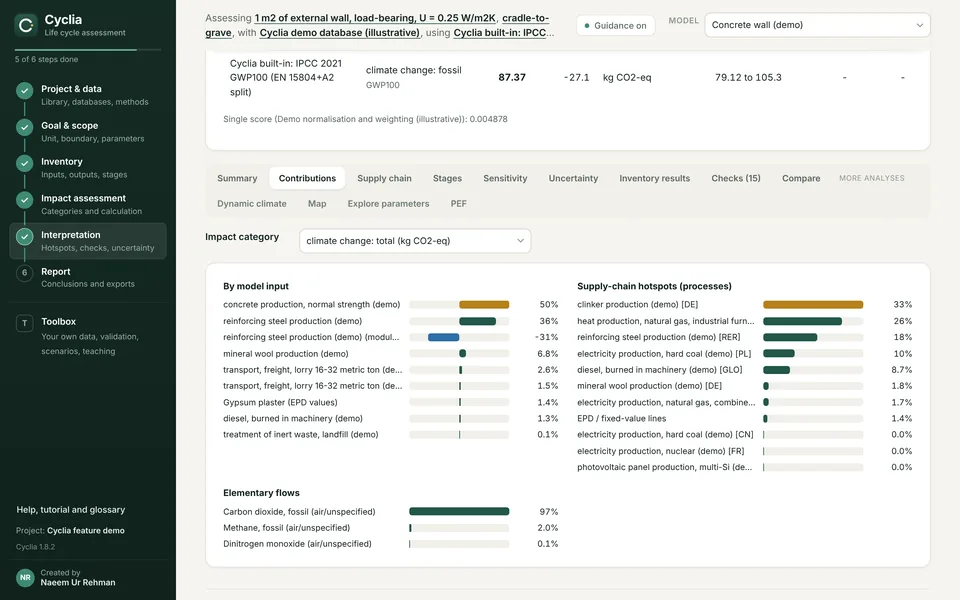 Cyclia
Life cycle assessment
5 of 6 steps done
Project & data
Library, databases, methods
Goal & scope
Unit, boundary, parameters
Inventory
Inputs, outputs, stages
Impact assessment
Categories and calculation
Interpretation
Hotspots, checks, uncertainty
6
Report
Conclusions and exports
T
Toolbox
Your own data, validation,
scenarios, teaching
Help, tutorial and glossary
Project: Cyclia feature demo
Cyclia 1.8.2
NR
Created by
Naeem Ur Rehman
Assessing 1 m2 of external wall, load-bearing, U = 0.25 W/m2K, cradle-to-
grave, with Cyclia demo database (illustrative), using Cyclia built-in: IPCC...
Guidance on
MODEL
Concrete wall (demo)
Cyclia built-in: IPCC 2021
GWP100 (EN 15804+A2
split)
climate change: fossil
GWP100
87.37
-27.1
kg CO2-eq
79.12 to 105.3
-
-
Single score (Demo normalisation and weighting (illustrative)): 0.004878
Summary
Contributions
Supply chain
Stages
Sensitivity
Uncertainty
Inventory results
Checks (15)
Compare
MORE ANALYSES
Dynamic climate
Map
Explore parameters
PEF
Impact category
climate change: total (kg CO2-eq)
By model input
concrete production, normal strength (demo) 50%
reinforcing steel production (demo) 36%
reinforcing steel production (demo) (modul... -31%
mineral wool production (demo) 6.8%
transport, freight, lorry 16-32 metric ton (de... 2.6%
transport, freight, lorry 16-32 metric ton (de... 1.5%
Gypsum plaster (EPD values) 1.4%
diesel, burned in machinery (demo) 1.3%
treatment of inert waste, landfill (demo) 0.1%
Supply-chain hotspots (processes)
clinker production (demo) [DE] 33%
heat production, natural gas, industrial furn... 26%
reinforcing steel production (demo) [RER] 18%
electricity production, hard coal (demo) [PL] 10%
diesel, burned in machinery (demo) [GLO] 8.7%
mineral wool production (demo) [DE] 1.8%
electricity production, natural gas, combine... 1.7%
EPD / fixed-value lines 1.4%
electricity production, hard coal (demo) [CN] 0.0%
electricity production, nuclear (demo) [FR] 0.0%
photovoltaic panel production, multi-Si (de... 0.0%
Elementary flows
Carbon dioxide, fossil (air/unspecified) 97%
Methane, fossil (air/unspecified) 2.0%
Dinitrogen monoxide (air/unspecified) 0.1%